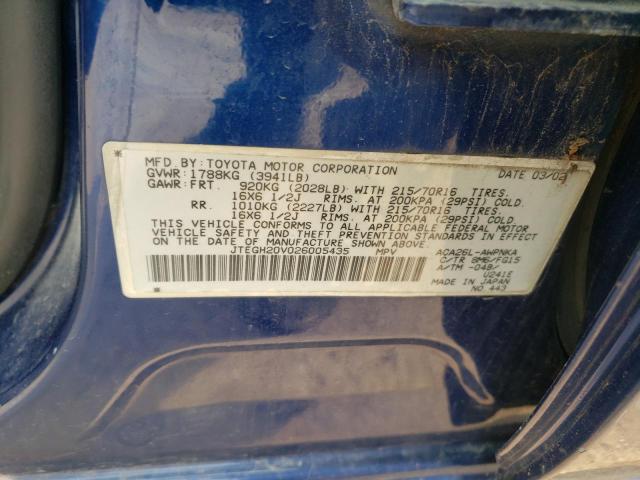 MFD.BY:TOYOTA MOTOR CORPORATION DATE 03/02
GVWR:1788KG (3941LB)
GAWR:FRT. 920KG (2028LB) WITH 215/70R16 TIRES.
16X6 1/2J RIMS. AT 200KPA (29PSI) COLD
RR. 1010KG (2227LB) WITH 215/70R16 TIRES.
16X6 1/2J RIMS. AT 200KPA (29PSI) COLD
THIS VEHICLE CONFORMS TO ALL APPLICABLE FEDERAL MOTOR
VEHICLE SAFETY AND THEFT PREVENTION STANDARDS IN
EFFECT ON THE DATE OF MANUFACTURE SHOWN ABOVE.
JTEGH20V026005435 MPV ACA26L-AWPNKA
C/TR 8M6/FG15
A/TM -049/
U241E
MADE IN JAPAN
NO.443